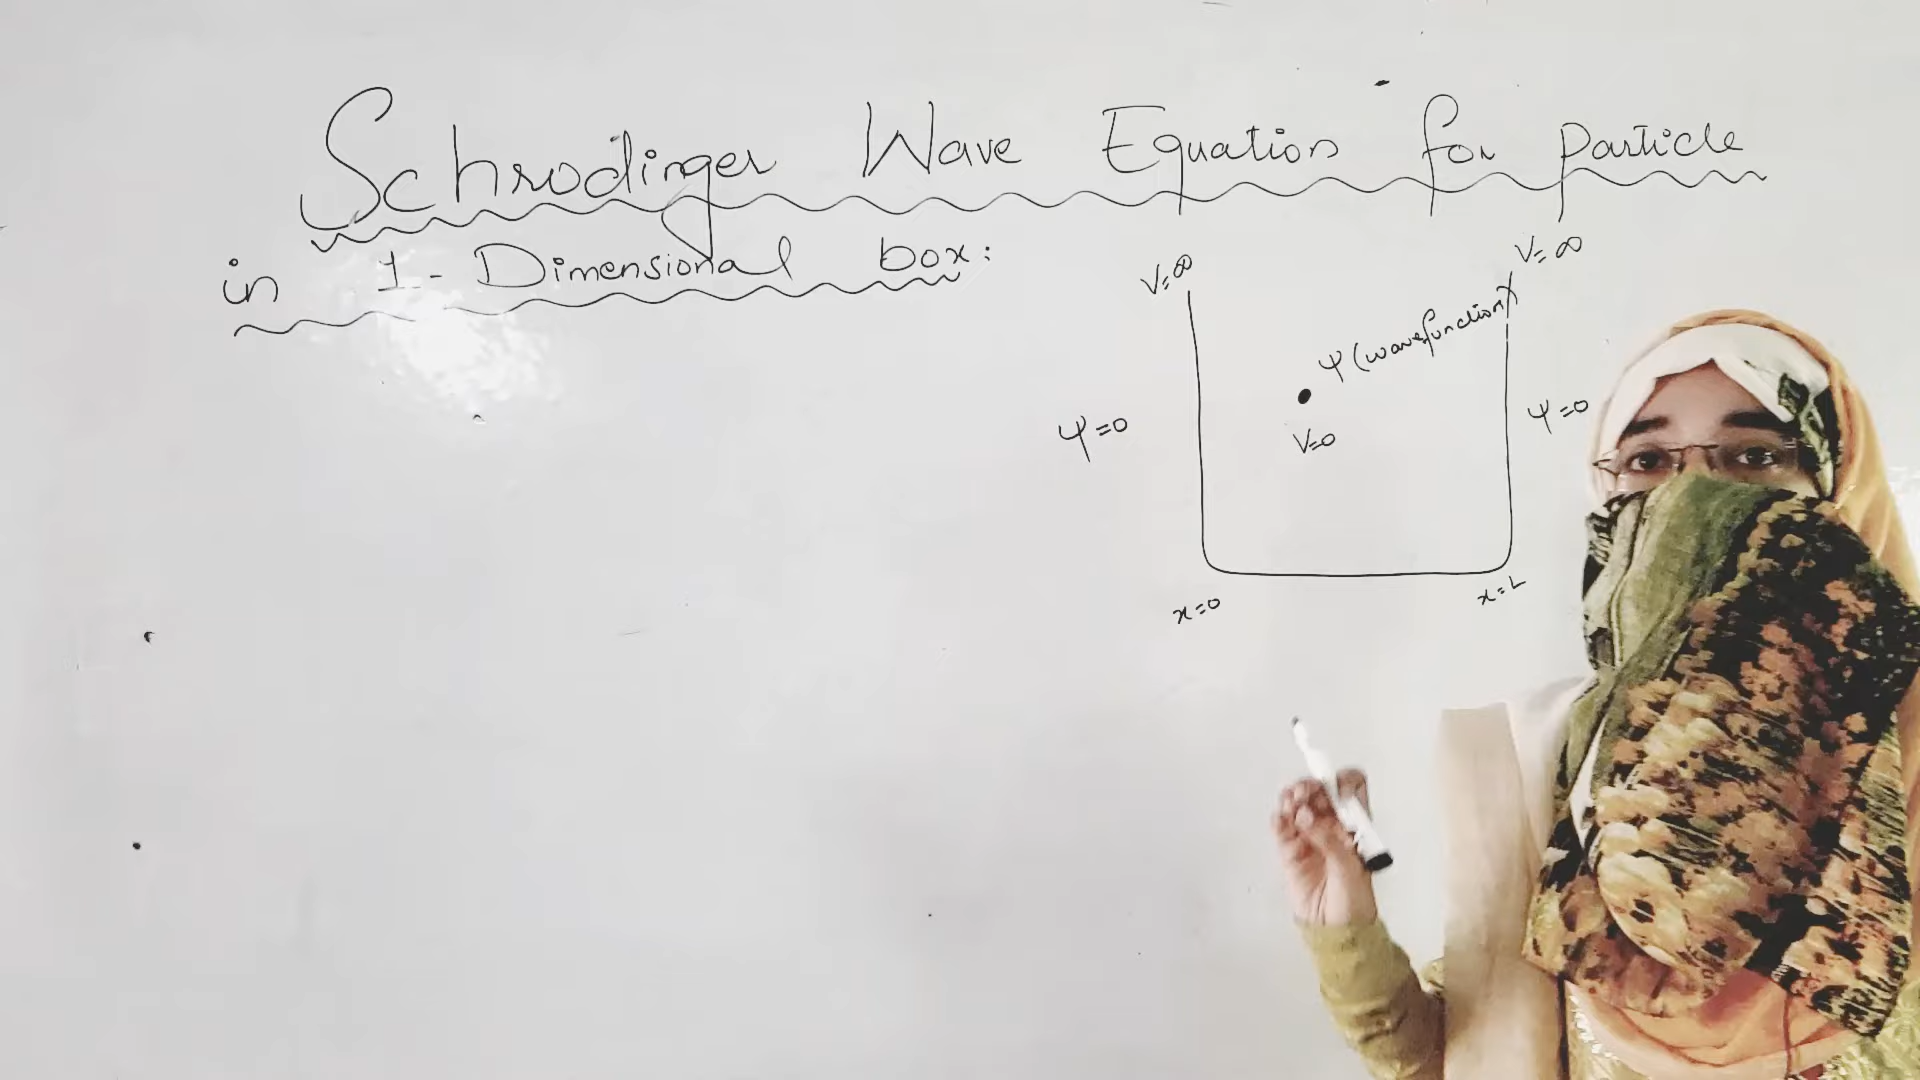 Schrodinger Wave Equation for Particle
in 1-Dimensional box:
V=∞
V=∞
ψ (wavefunction)
ψ=0
ψ=0
V=0
x=0
x=L